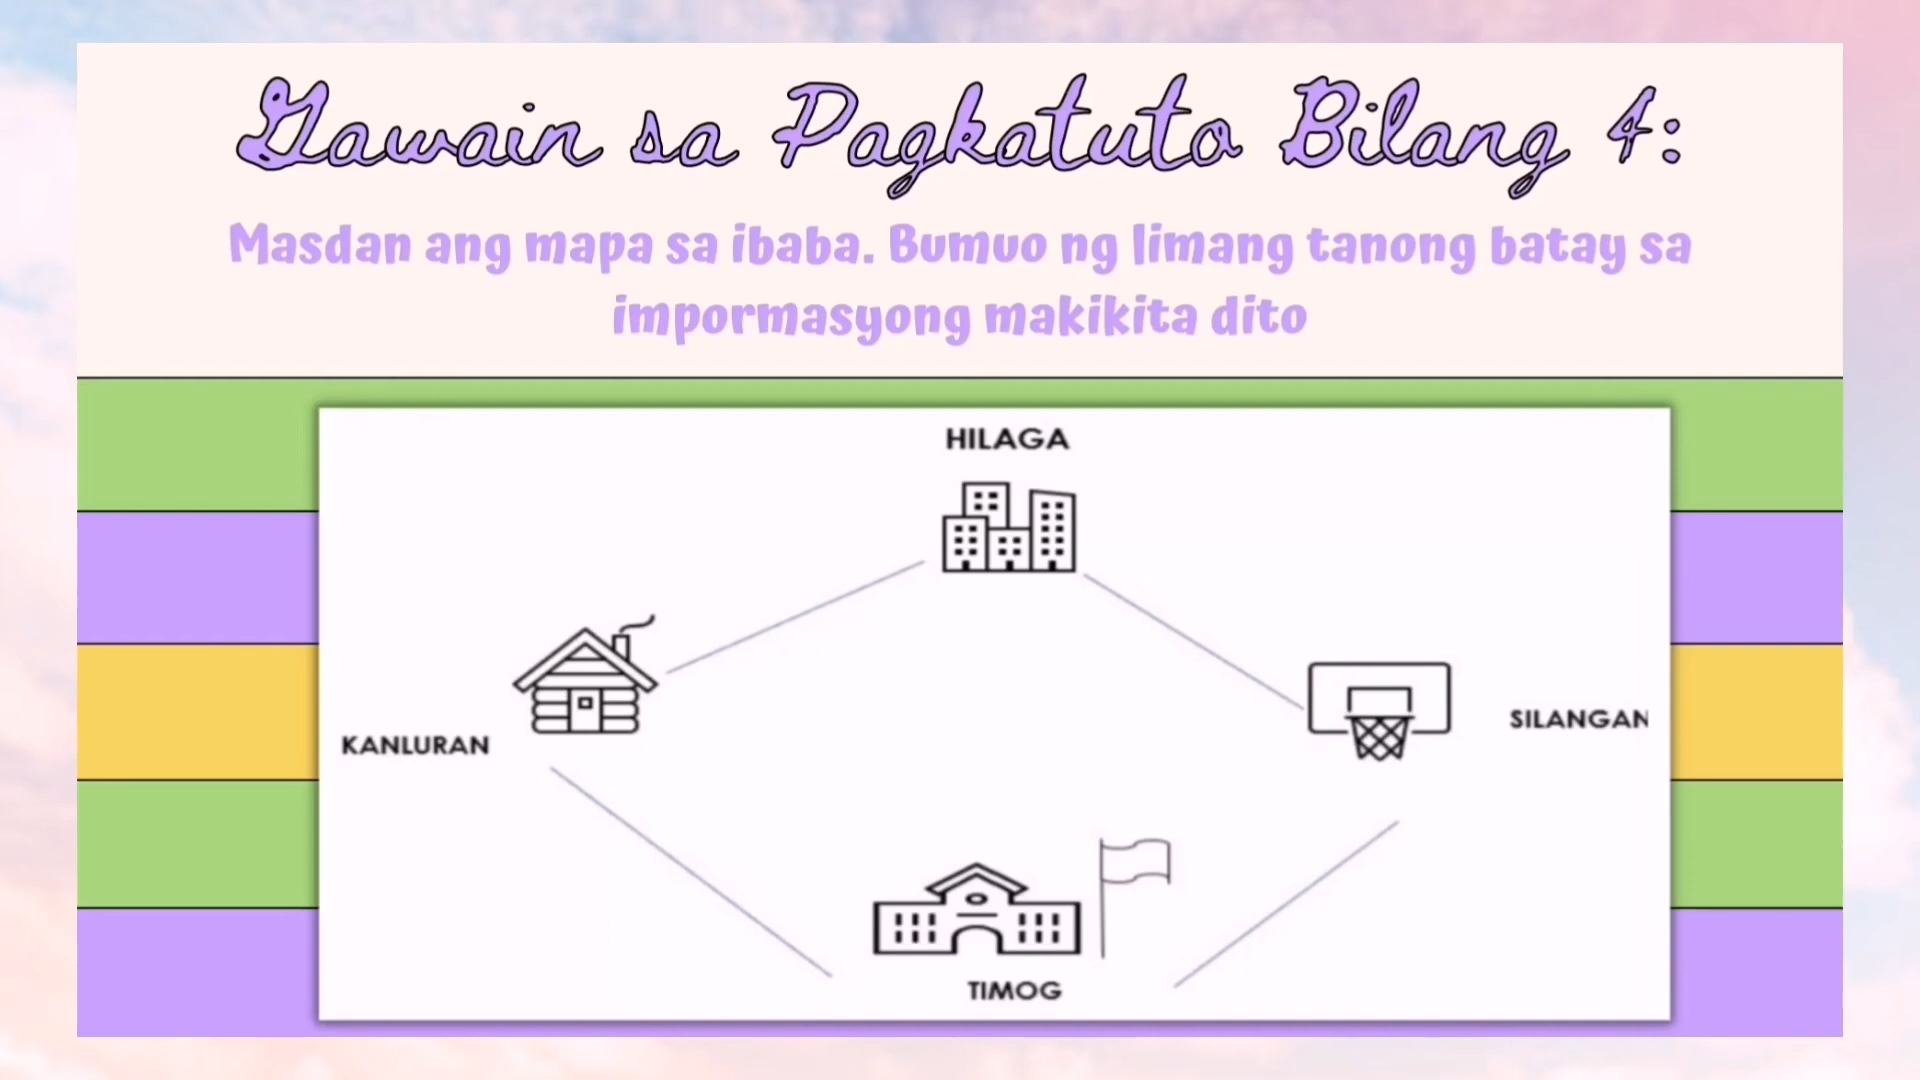 Gawain sa Pagkatuto Bilang 4:
Masdan ang mapa sa ibaba. Bumuo ng limang tanong batay sa
impormasyong makikita dito
HILAGA
KANLURAN
SILANGAN
TIMOG